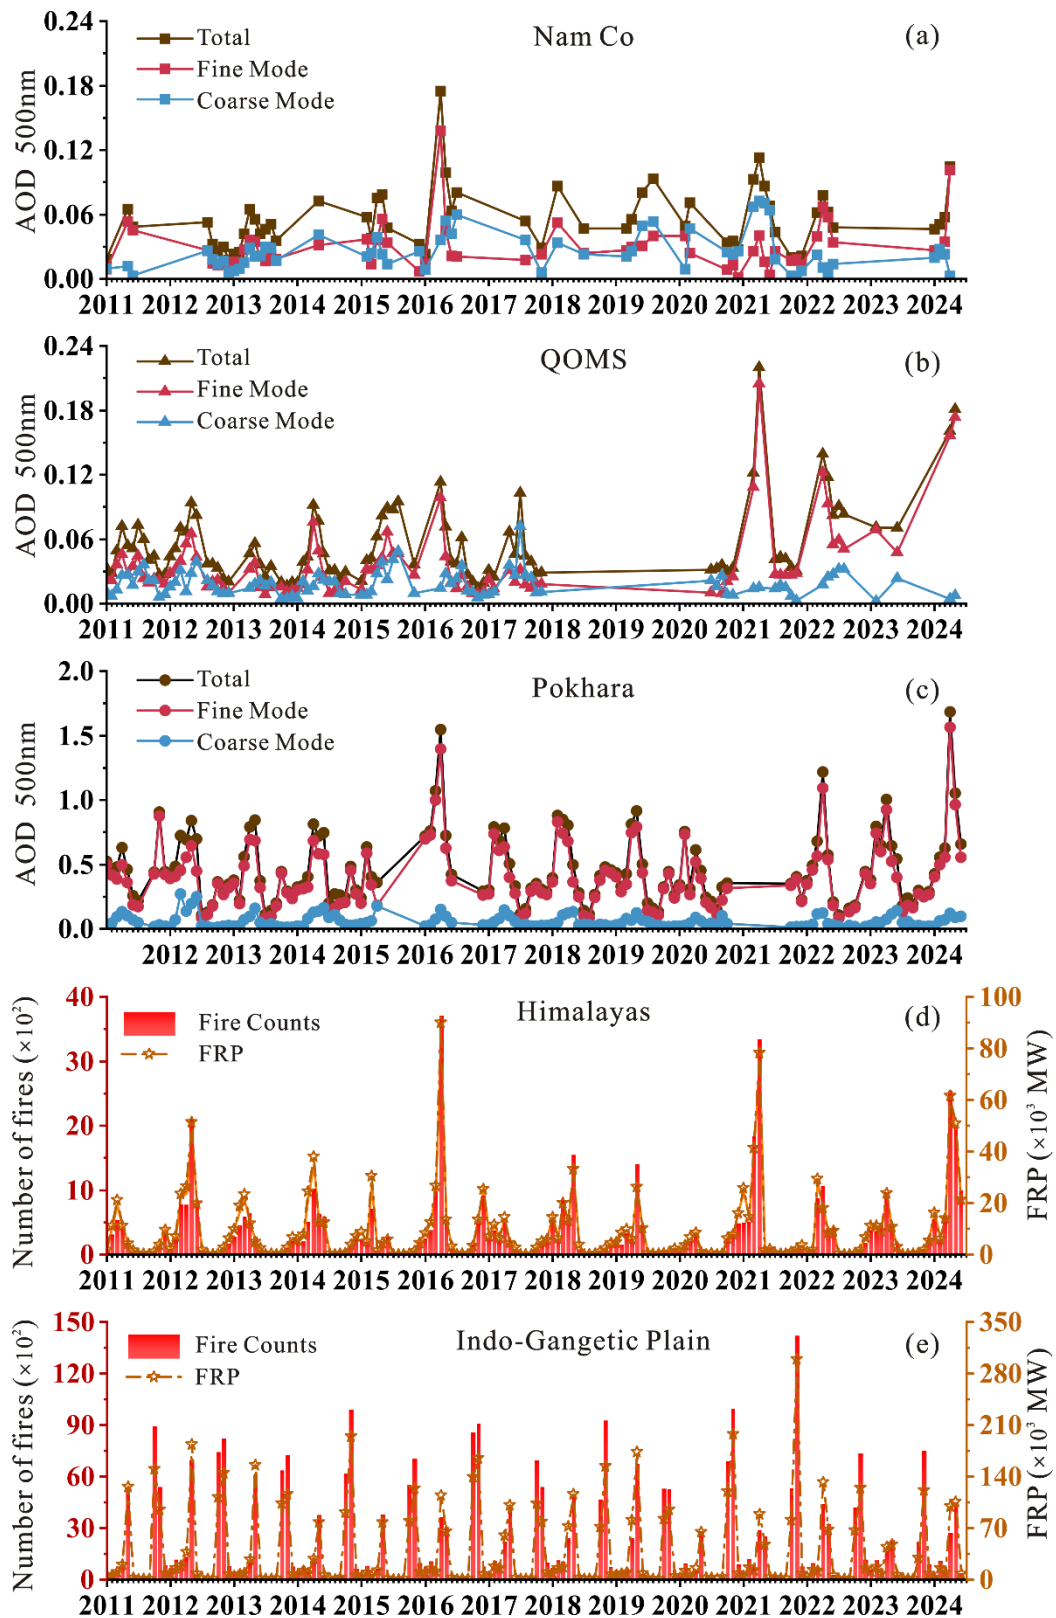 Nam Co
(a)
Total
Fine Mode
Coarse Mode
AOD 500nm
0.24
0.18
0.12
0.06
0.00
2011 2012 2013 2014 2015 2016 2017 2018 2019 2020 2021 2022 2023 2024
QOMS
(b)
Total
Fine Mode
Coarse Mode
AOD 500nm
0.24
0.18
0.12
0.06
0.00
2011 2012 2013 2014 2015 2016 2017 2018 2019 2020 2021 2022 2023 2024
Pokhara
(c)
Total
Fine Mode
Coarse Mode
AOD 500nm
2.0
1.5
1.0
0.5
0.0
2012 2013 2014 2015 2016 2017 2018 2019 2020 2021 2022 2023 2024
Himalayas
(d)
Fire Counts
FRP
Number of fires (×10²)
40
30
20
10
0
FRP (×10³ MW)
100
80
60
40
20
0
2011 2012 2013 2014 2015 2016 2017 2018 2019 2020 2021 2022 2023 2024
Indo-Gangetic Plain
(e)
Fire Counts
FRP
Number of fires (×10²)
150
120
90
60
30
0
FRP (×10³ MW)
350
280
210
140
70
0
2011 2012 2013 2014 2015 2016 2017 2018 2019 2020 2021 2022 2023 2024